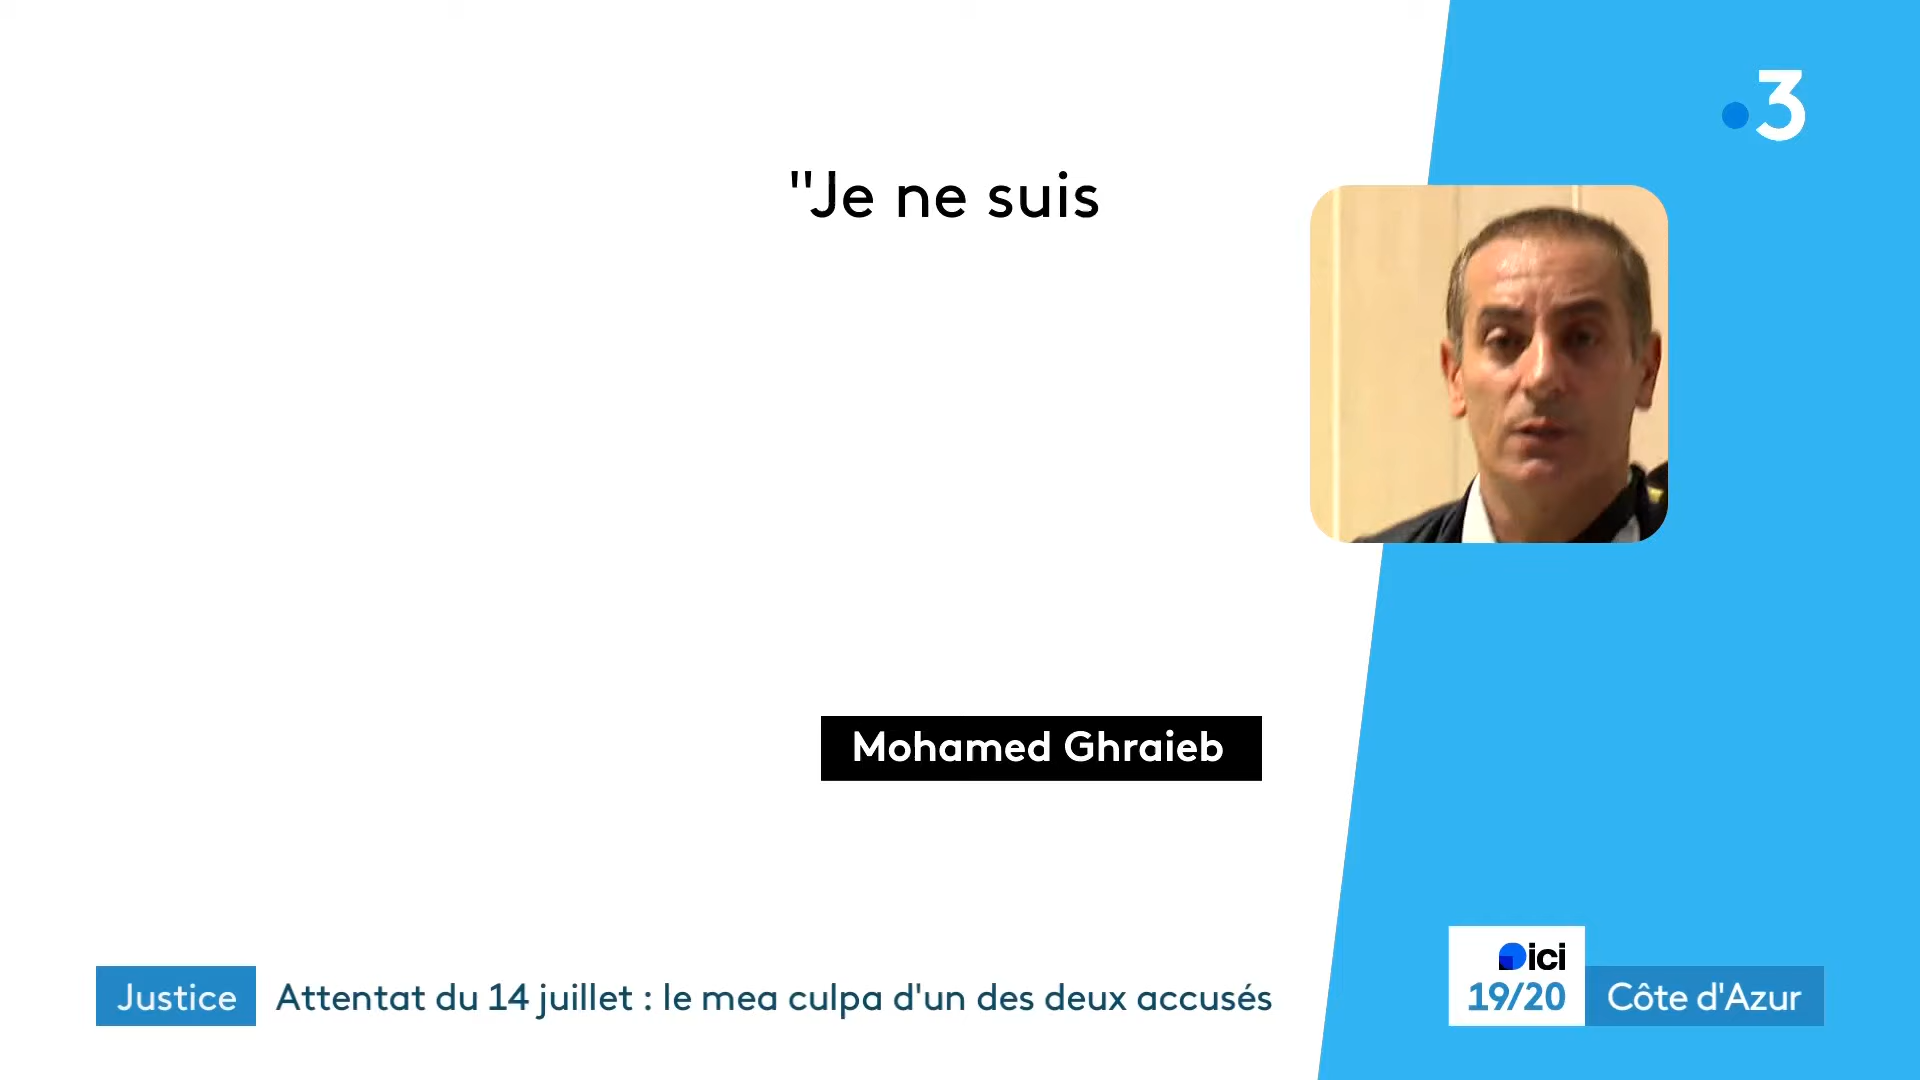 3
"Je ne suis
Mohamed Ghraieb
Justice Attentat du 14 juillet : le mea culpa d'un des deux accusés
ici
19/20 Côte d'Azur